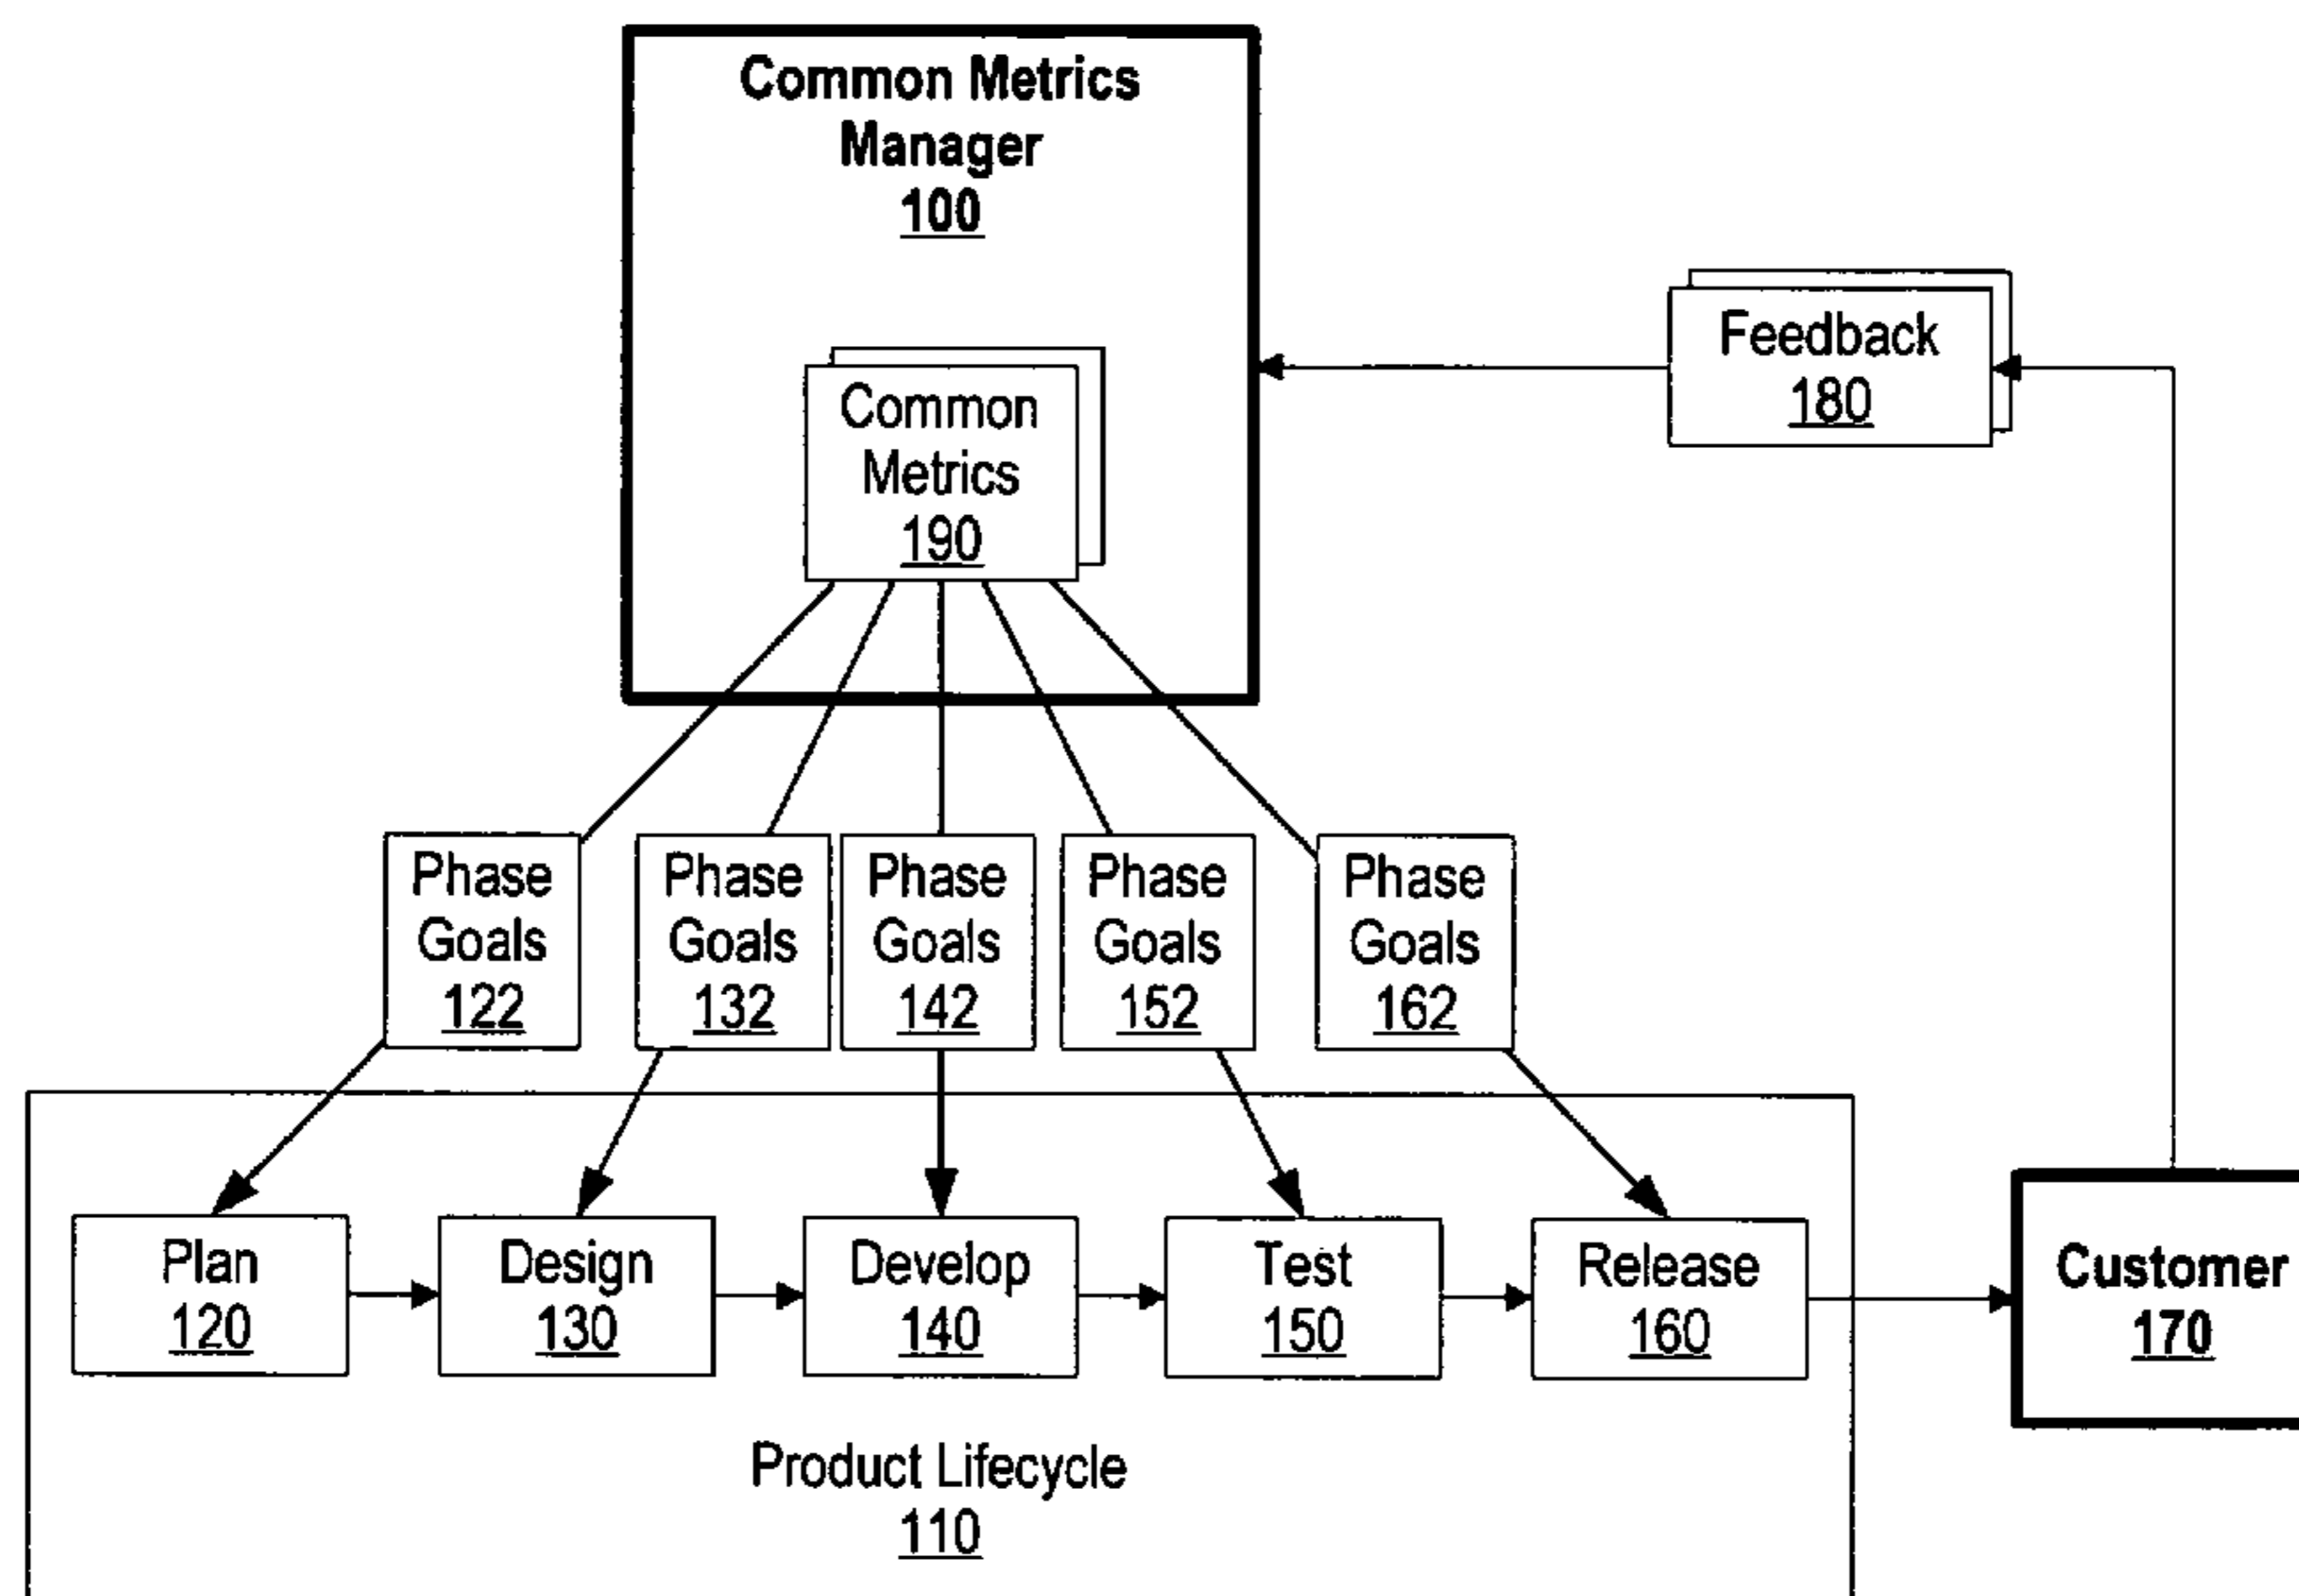 Common Metrics
Manager
100
Feedback
180
Common
Metrics
190
Phase
Goals
122
Phase
Goals
132
Phase
Goals
142
Phase
Goals
152
Phase
Goals
162
Plan
120
Design
130
Develop
140
Test
150
Release
160
Customer
170
Product Lifecycle
110